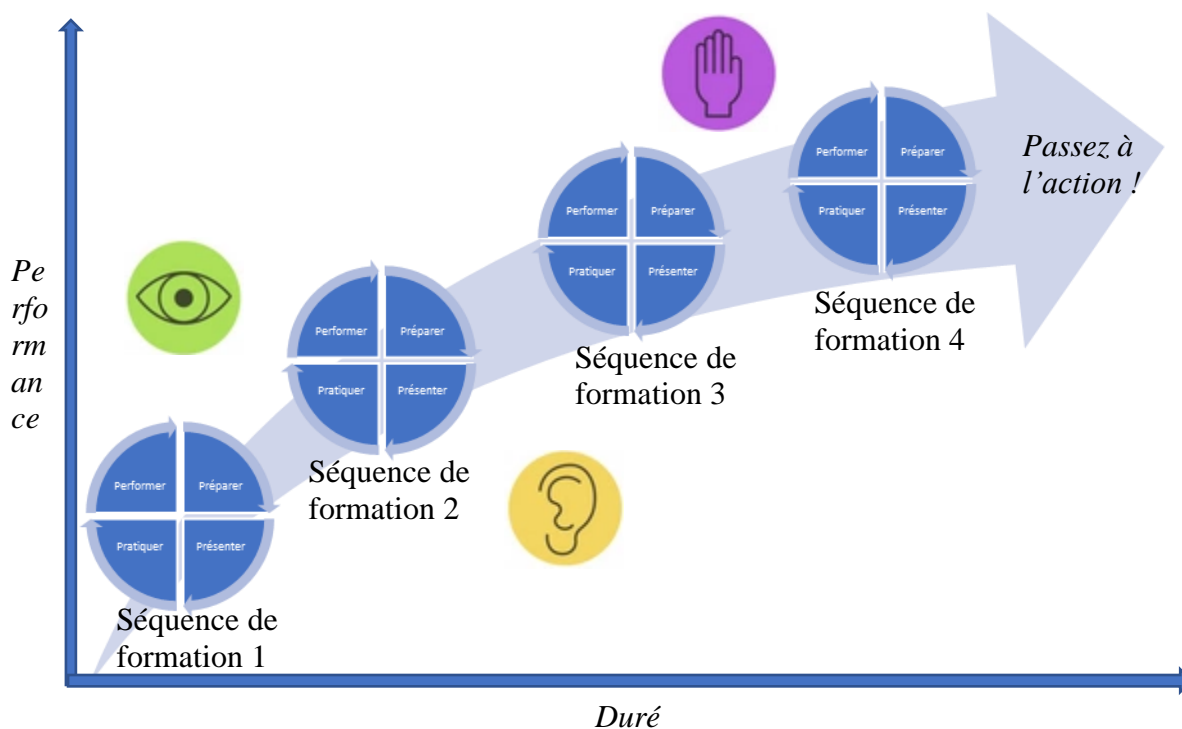 Performer
Préparer
Passez à
l'action !
Pratiquer
Présenter
Performer
Préparer
Pratiquer
Présenter
Séquence de
formation 4
Pe
rfo
rm
an
ce
Performer
Préparer
Pratiquer
Présenter
Séquence de
formation 3
Performer
Préparer
Pratiquer
Présenter
Séquence de
formation 2
Séquence de
formation 1
Duré